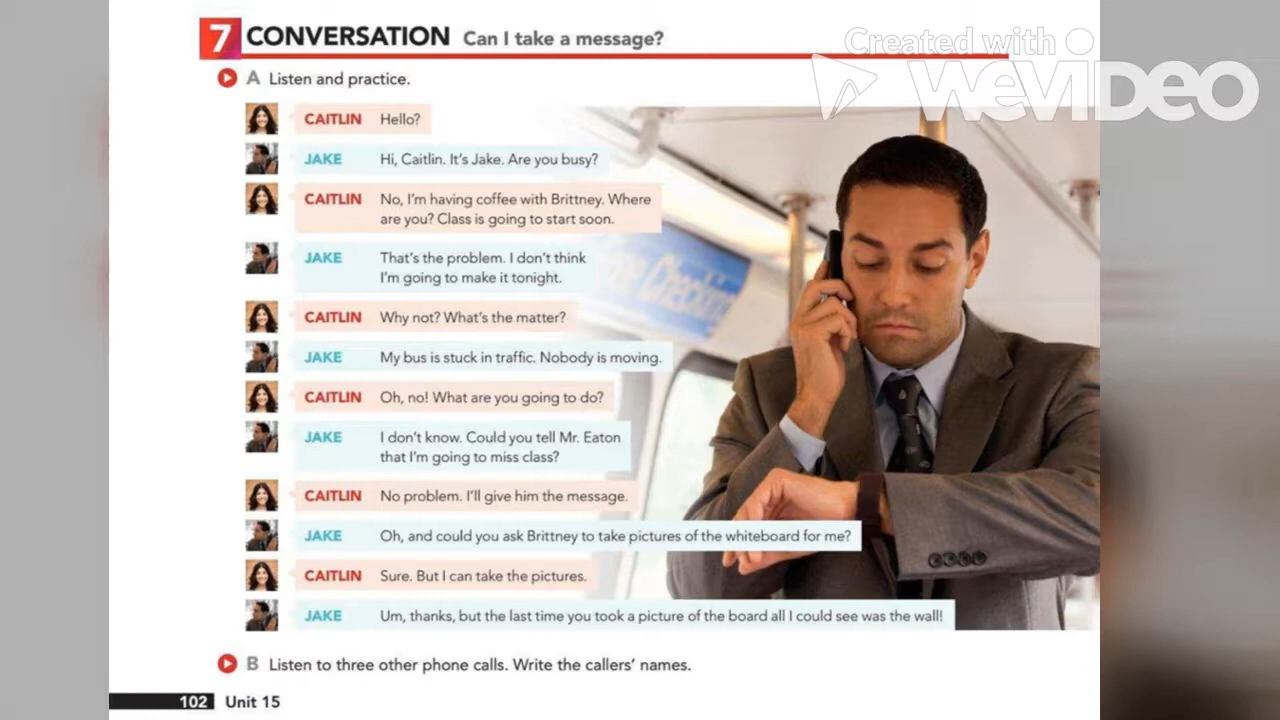 7 CONVERSATION Can I take a message?
Created with
WEVIDEO
A Listen and practice.
CAITLIN Hello?
JAKE Hi, Caitlin. It's Jake. Are you busy?
CAITLIN No, I'm having coffee with Brittney. Where
are you? Class is going to start soon.
JAKE That's the problem. I don't think
I'm going to make it tonight.
CAITLIN Why not? What's the matter?
JAKE My bus is stuck in traffic. Nobody is moving.
CAITLIN Oh, no! What are you going to do?
JAKE I don't know. Could you tell Mr. Eaton
that I'm going to miss class?
CAITLIN No problem. I'll give him the message.
JAKE Oh, and could you ask Brittney to take pictures of the whiteboard for me?
CAITLIN Sure. But I can take the pictures.
JAKE Um, thanks, but the last time you took a picture of the board all I could see was the wall!
B Listen to three other phone calls. Write the callers' names.
102 Unit 15